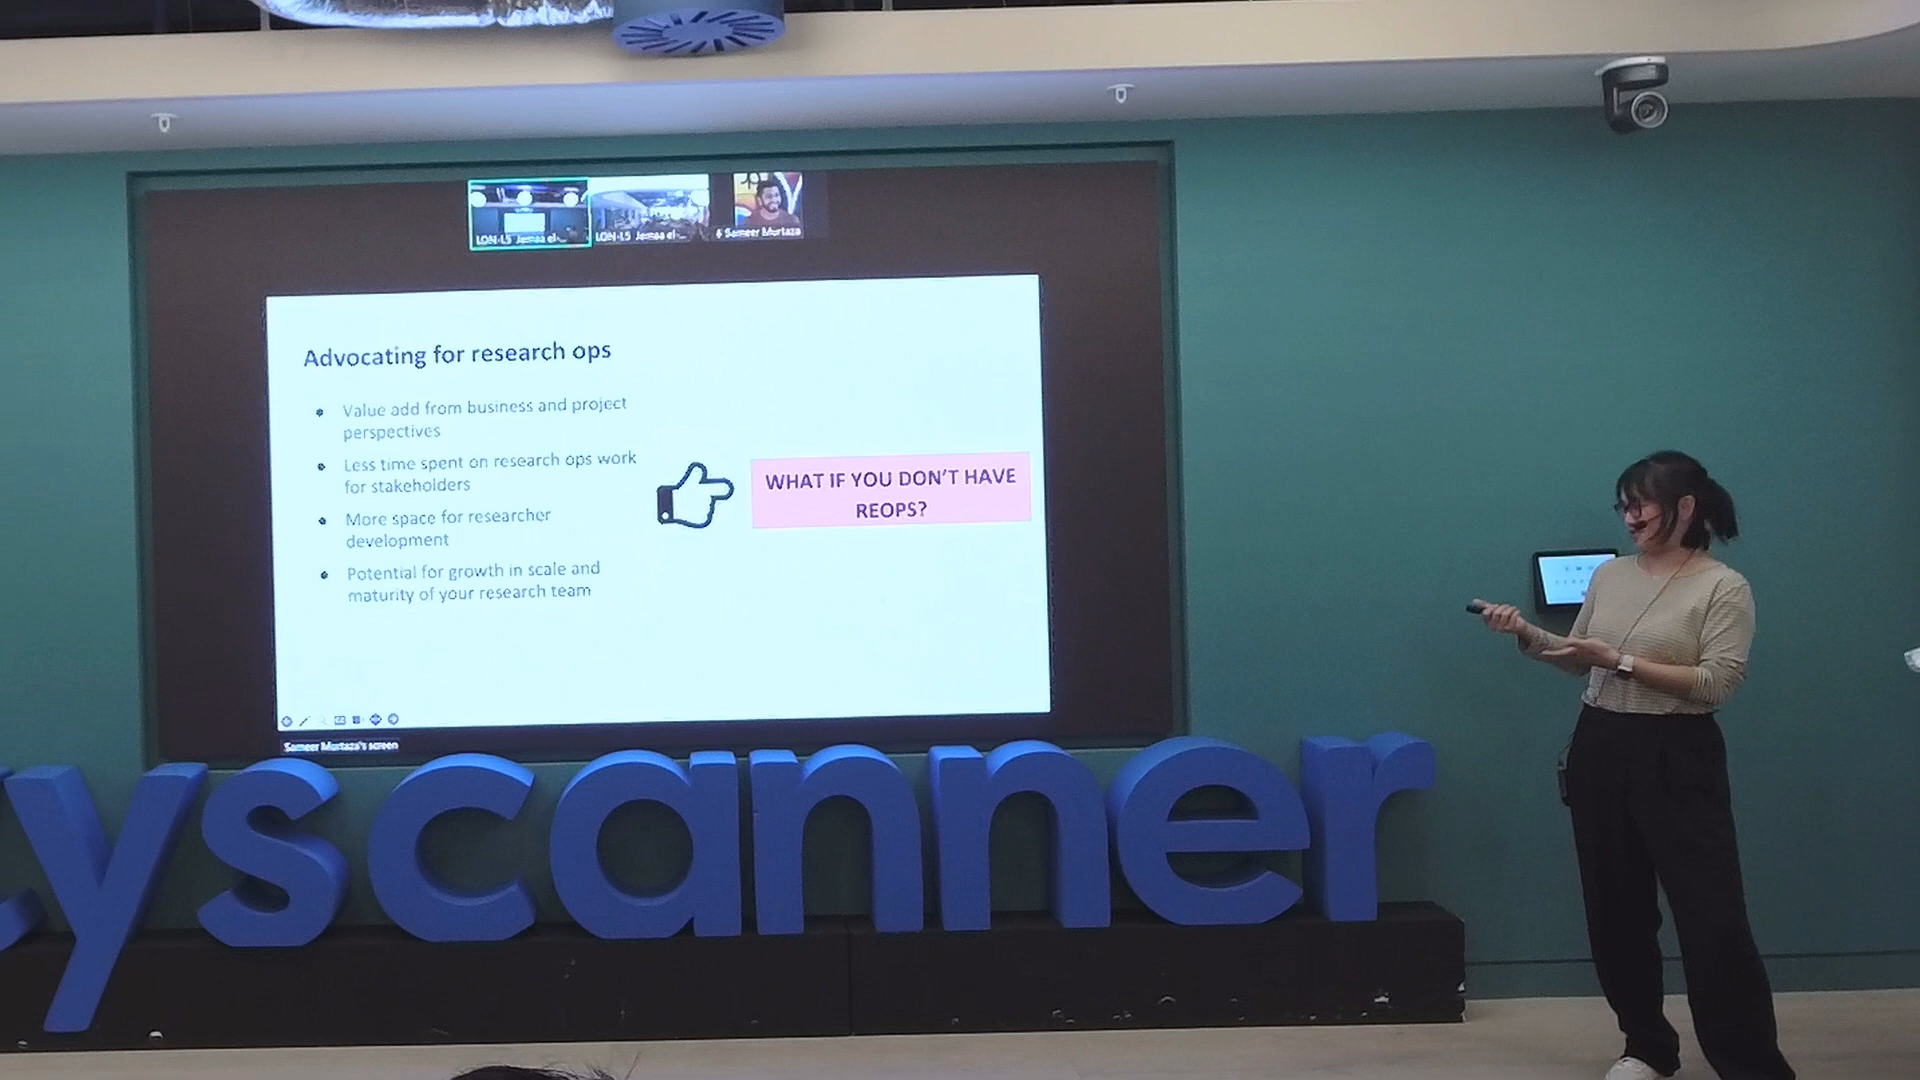 LON-L5 Jemaa el-...
LON-L5 Jemaa el-...
Sameer Murtaza
Advocating for research ops
Value add from business and project
perspectives
Less time spent on research ops work
for stakeholders
More space for researcher
development
Potential for growth in scale and
maturity of your research team
WHAT IF YOU DON'T HAVE
REOPS?
Sameer Murtaza's screen
yscanner